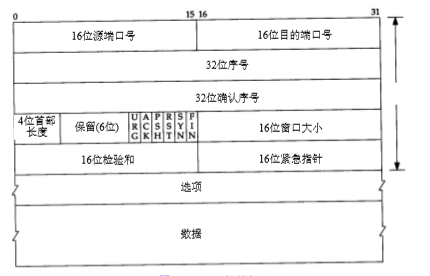 0 15 16 31
16位源端口号 16位目的端口号
32位序号
32位确认序号
4位首部长度 保留(6位) URG ACK PSH RST SYN FIN 16位窗口大小
16位检验和 16位紧急指针
选项
数据